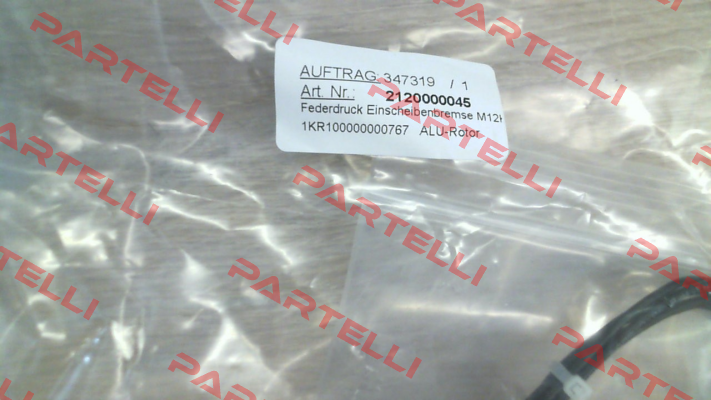 AUFTRAG: 347319 / 1
Art. Nr.: 2120000045
Federdruck Einscheibenbremse
1KR100000000767 ALU-Rotor
PARTELLI
PARTELLI
PARTELLI
PARTELLI
PARTELLI
PARTELLI
PARTELLI
PARTELLI